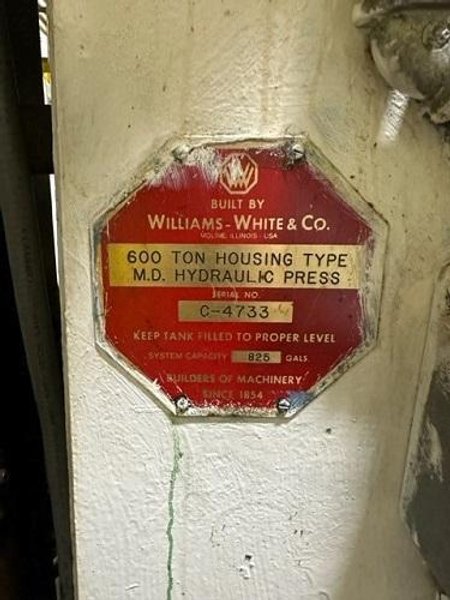 W
BUILT BY
WILLIAMS-WHITE & CO.
MOLINE, ILLINOIS - USA
600 TON HOUSING TYPE
M.D. HYDRAULIC PRESS
SERIAL NO.
C-4733
KEEP TANK FILLED TO PROPER LEVEL
SYSTEM CAPACITY 825 GALS.
BUILDERS OF MACHINERY
SINCE 1854